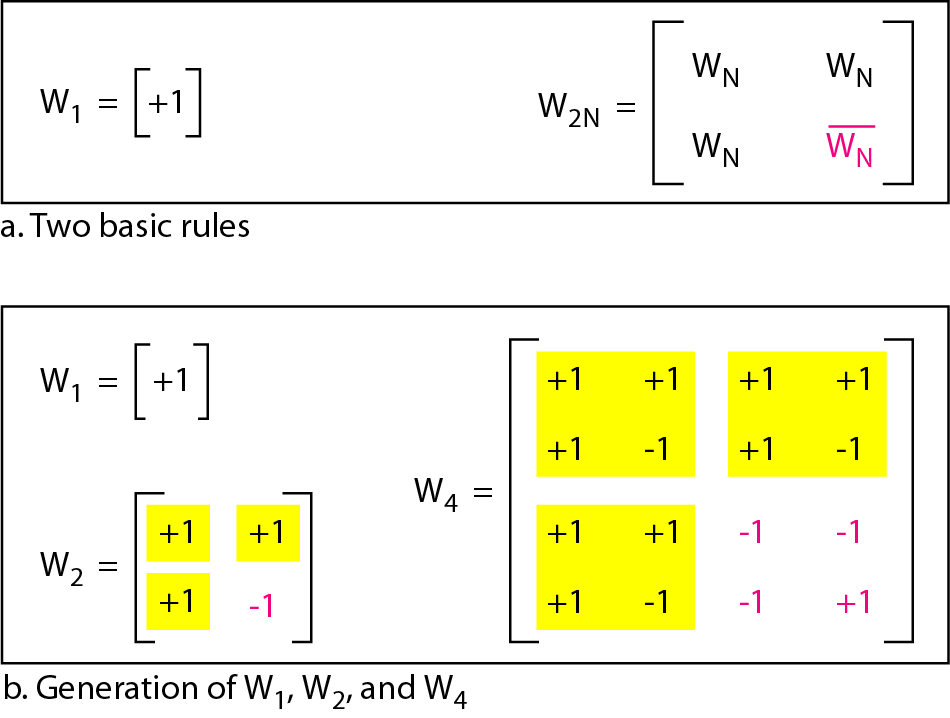 W1 = [+1]
W2N = [WN WN
WN W̅N̅]
a. Two basic rules
W1 = [+1]
W2 = [+1 +1
+1 -1]
W4 = [+1 +1 +1 +1
+1 -1 +1 -1
+1 +1 -1 -1
+1 -1 -1 +1]
b. Generation of W1, W2, and W4